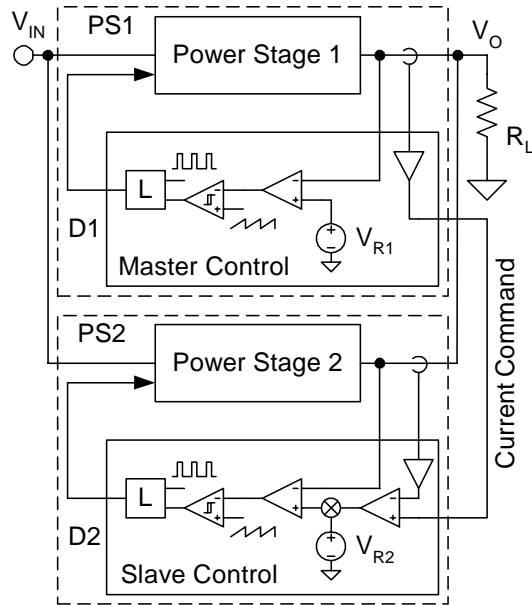 V_IN
PS1
Power Stage 1
V_O
R_L
L
D1
V_R1
Master Control
Current Command
PS2
Power Stage 2
L
D2
V_R2
Slave Control